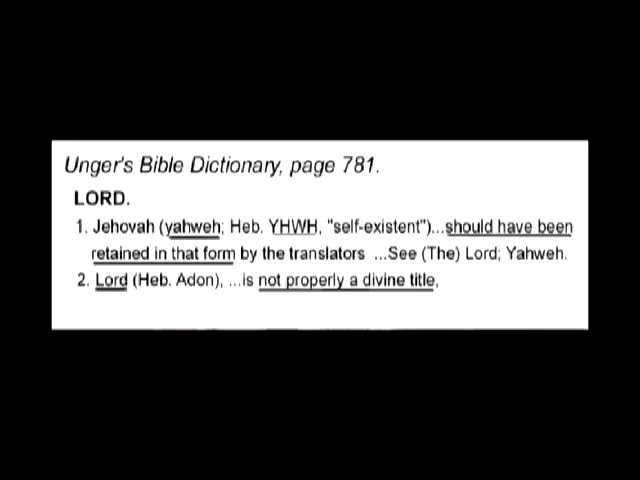 Unger's Bible Dictionary, page 781.
LORD.
1. Jehovah (yahweh; Heb. YHWH, "self-existent")...should have been
retained in that form by the translators ...See (The) Lord; Yahweh.
2. Lord (Heb. Adon), ...is not properly a divine title,